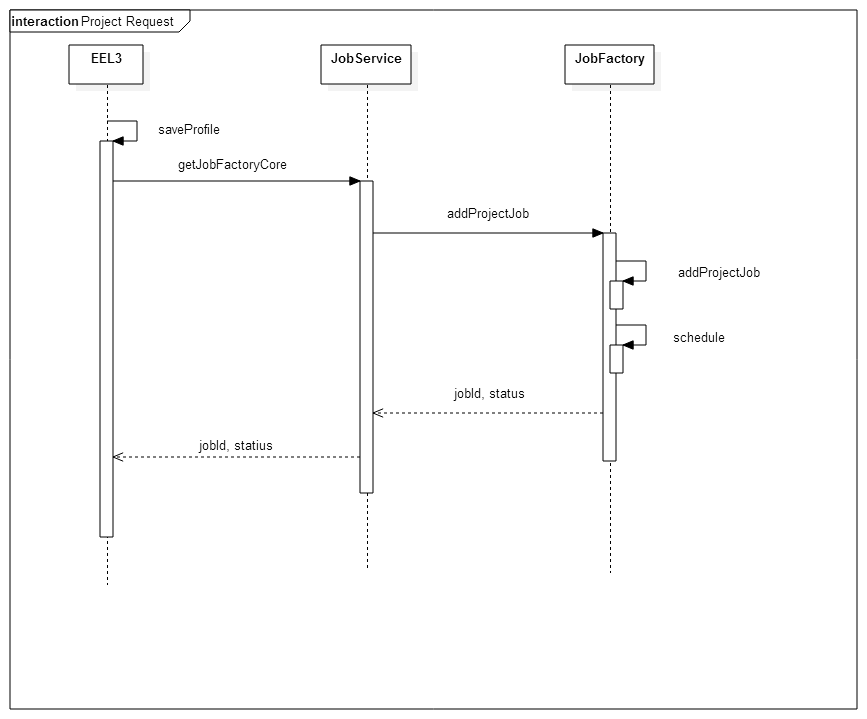 interaction Project Request
EEL3
JobService
JobFactory
saveProfile
getJobFactoryCore
addProjectJob
addProjectJob
schedule
jobId, status
jobId, statius